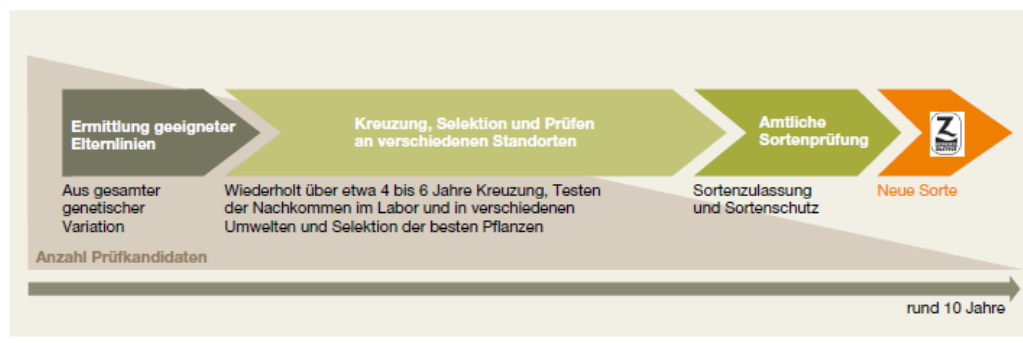 Ermittlung geeigneter
Elternlinien
Kreuzung, Selektion und Prüfen
an verschiedenen Standorten
Amtliche
Sortenprüfung
Z
Aus gesamter
genetischer
Variation
Wiederholt über etwa 4 bis 6 Jahre Kreuzung, Testen
der Nachkommen im Labor und in verschiedenen
Umwelten und Selektion der besten Pflanzen
Sortenzulassung
und Sortenschutz
Neue Sorte
Anzahl Prüfkandidaten
rund 10 Jahre